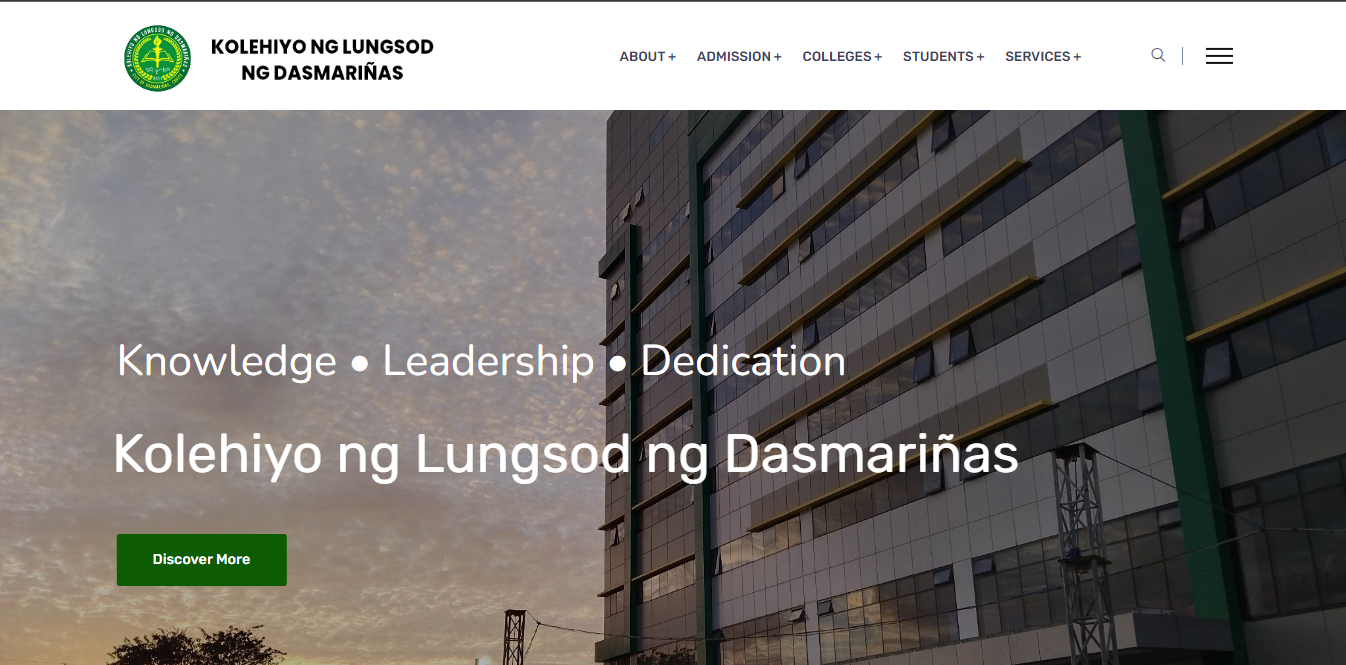 KOLEHIYO NG LUNGSOD
NG DASMARIÑAS
ABOUT + ADMISSION + COLLEGES + STUDENTS + SERVICES +
Knowledge ● Leadership ● Dedication
Kolehiyo ng Lungsod ng Dasmariñas
Discover More